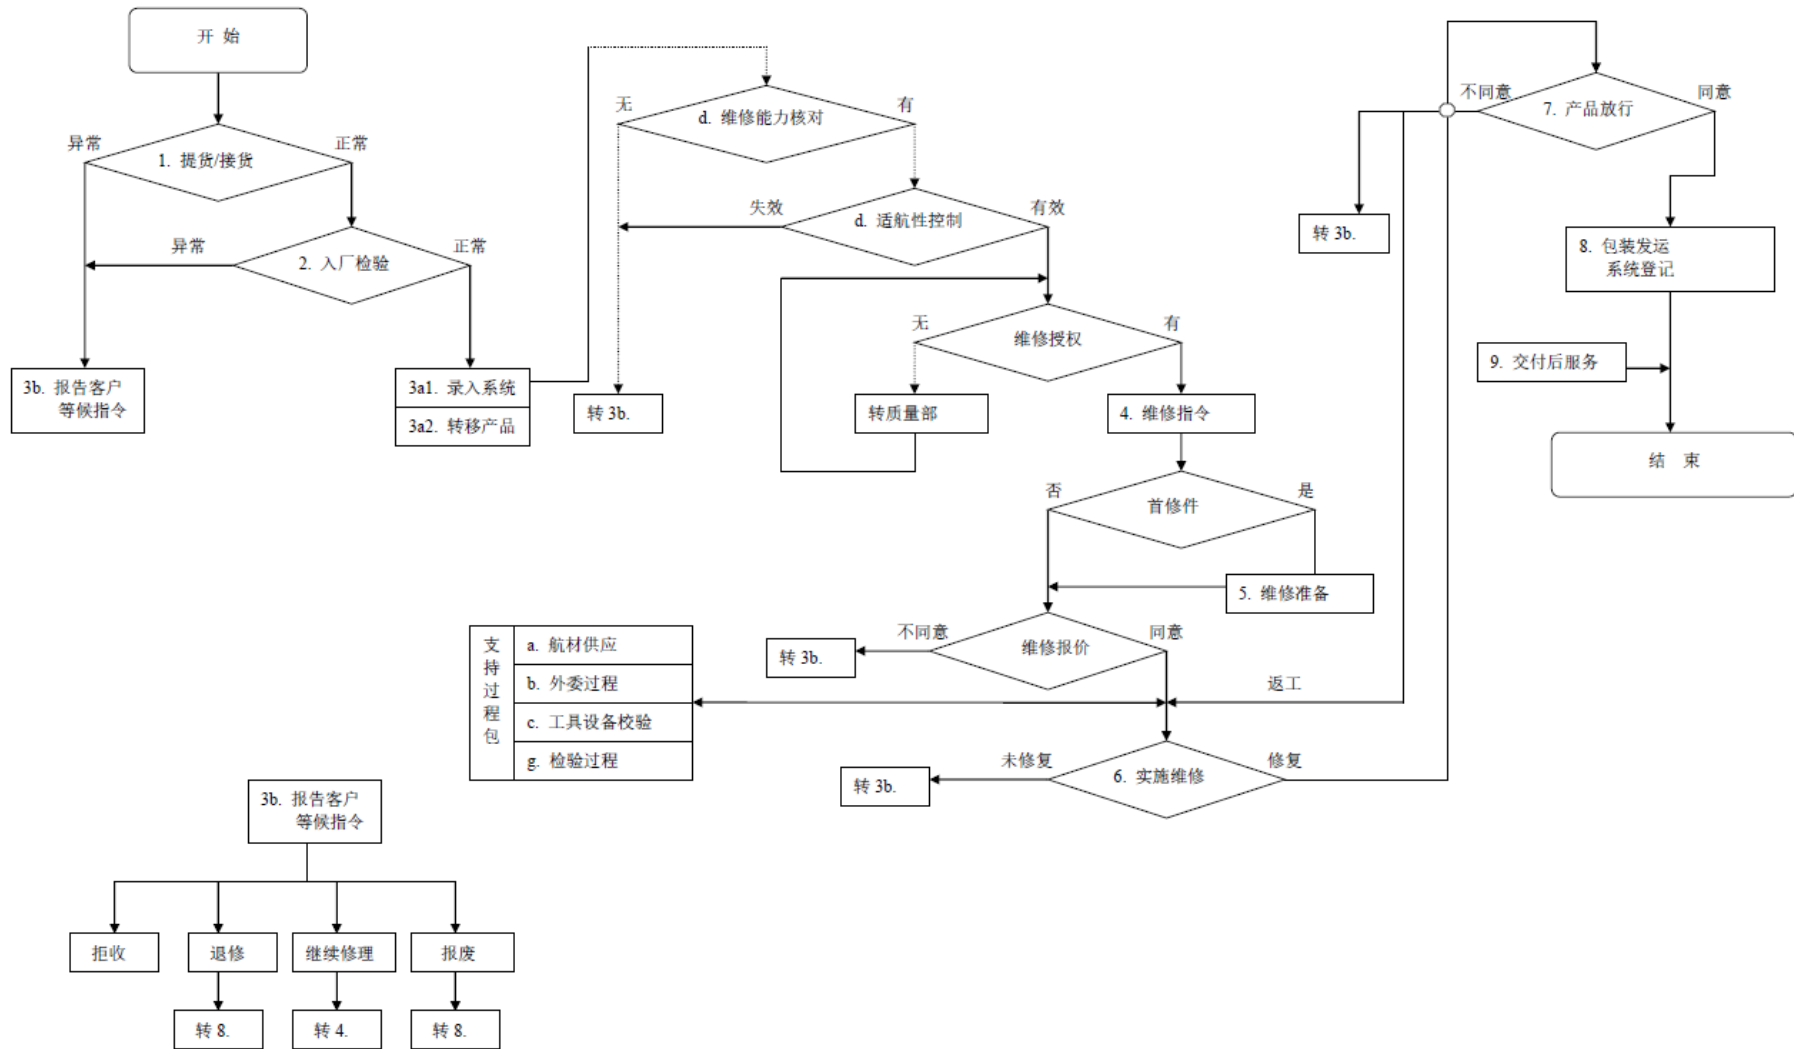 开 始
异常
1. 提货/接货
正常
异常
2. 入厂检验
正常
3b. 报告客户
等候指令
3a1. 录入系统
3a2. 转移产品
无
d. 维修能力核对
有
失效
d. 适航性控制
有效
转 3b.
无
维修授权
有
转质量部
4. 维修指令
否
首修件
是
5. 维修准备
不同意
维修报价
同意
转 3b.
支持过程包
a. 航材供应
b. 外委过程
c. 工具设备校验
g. 检验过程
返工
未修复
6. 实施维修
修复
转 3b.
不同意
7. 产品放行
同意
转 3b.
8. 包装发运
系统登记
9. 交付后服务
结 束
3b. 报告客户
等候指令
拒收
退修
继续修理
报废
转 8.
转 4.
转 8.